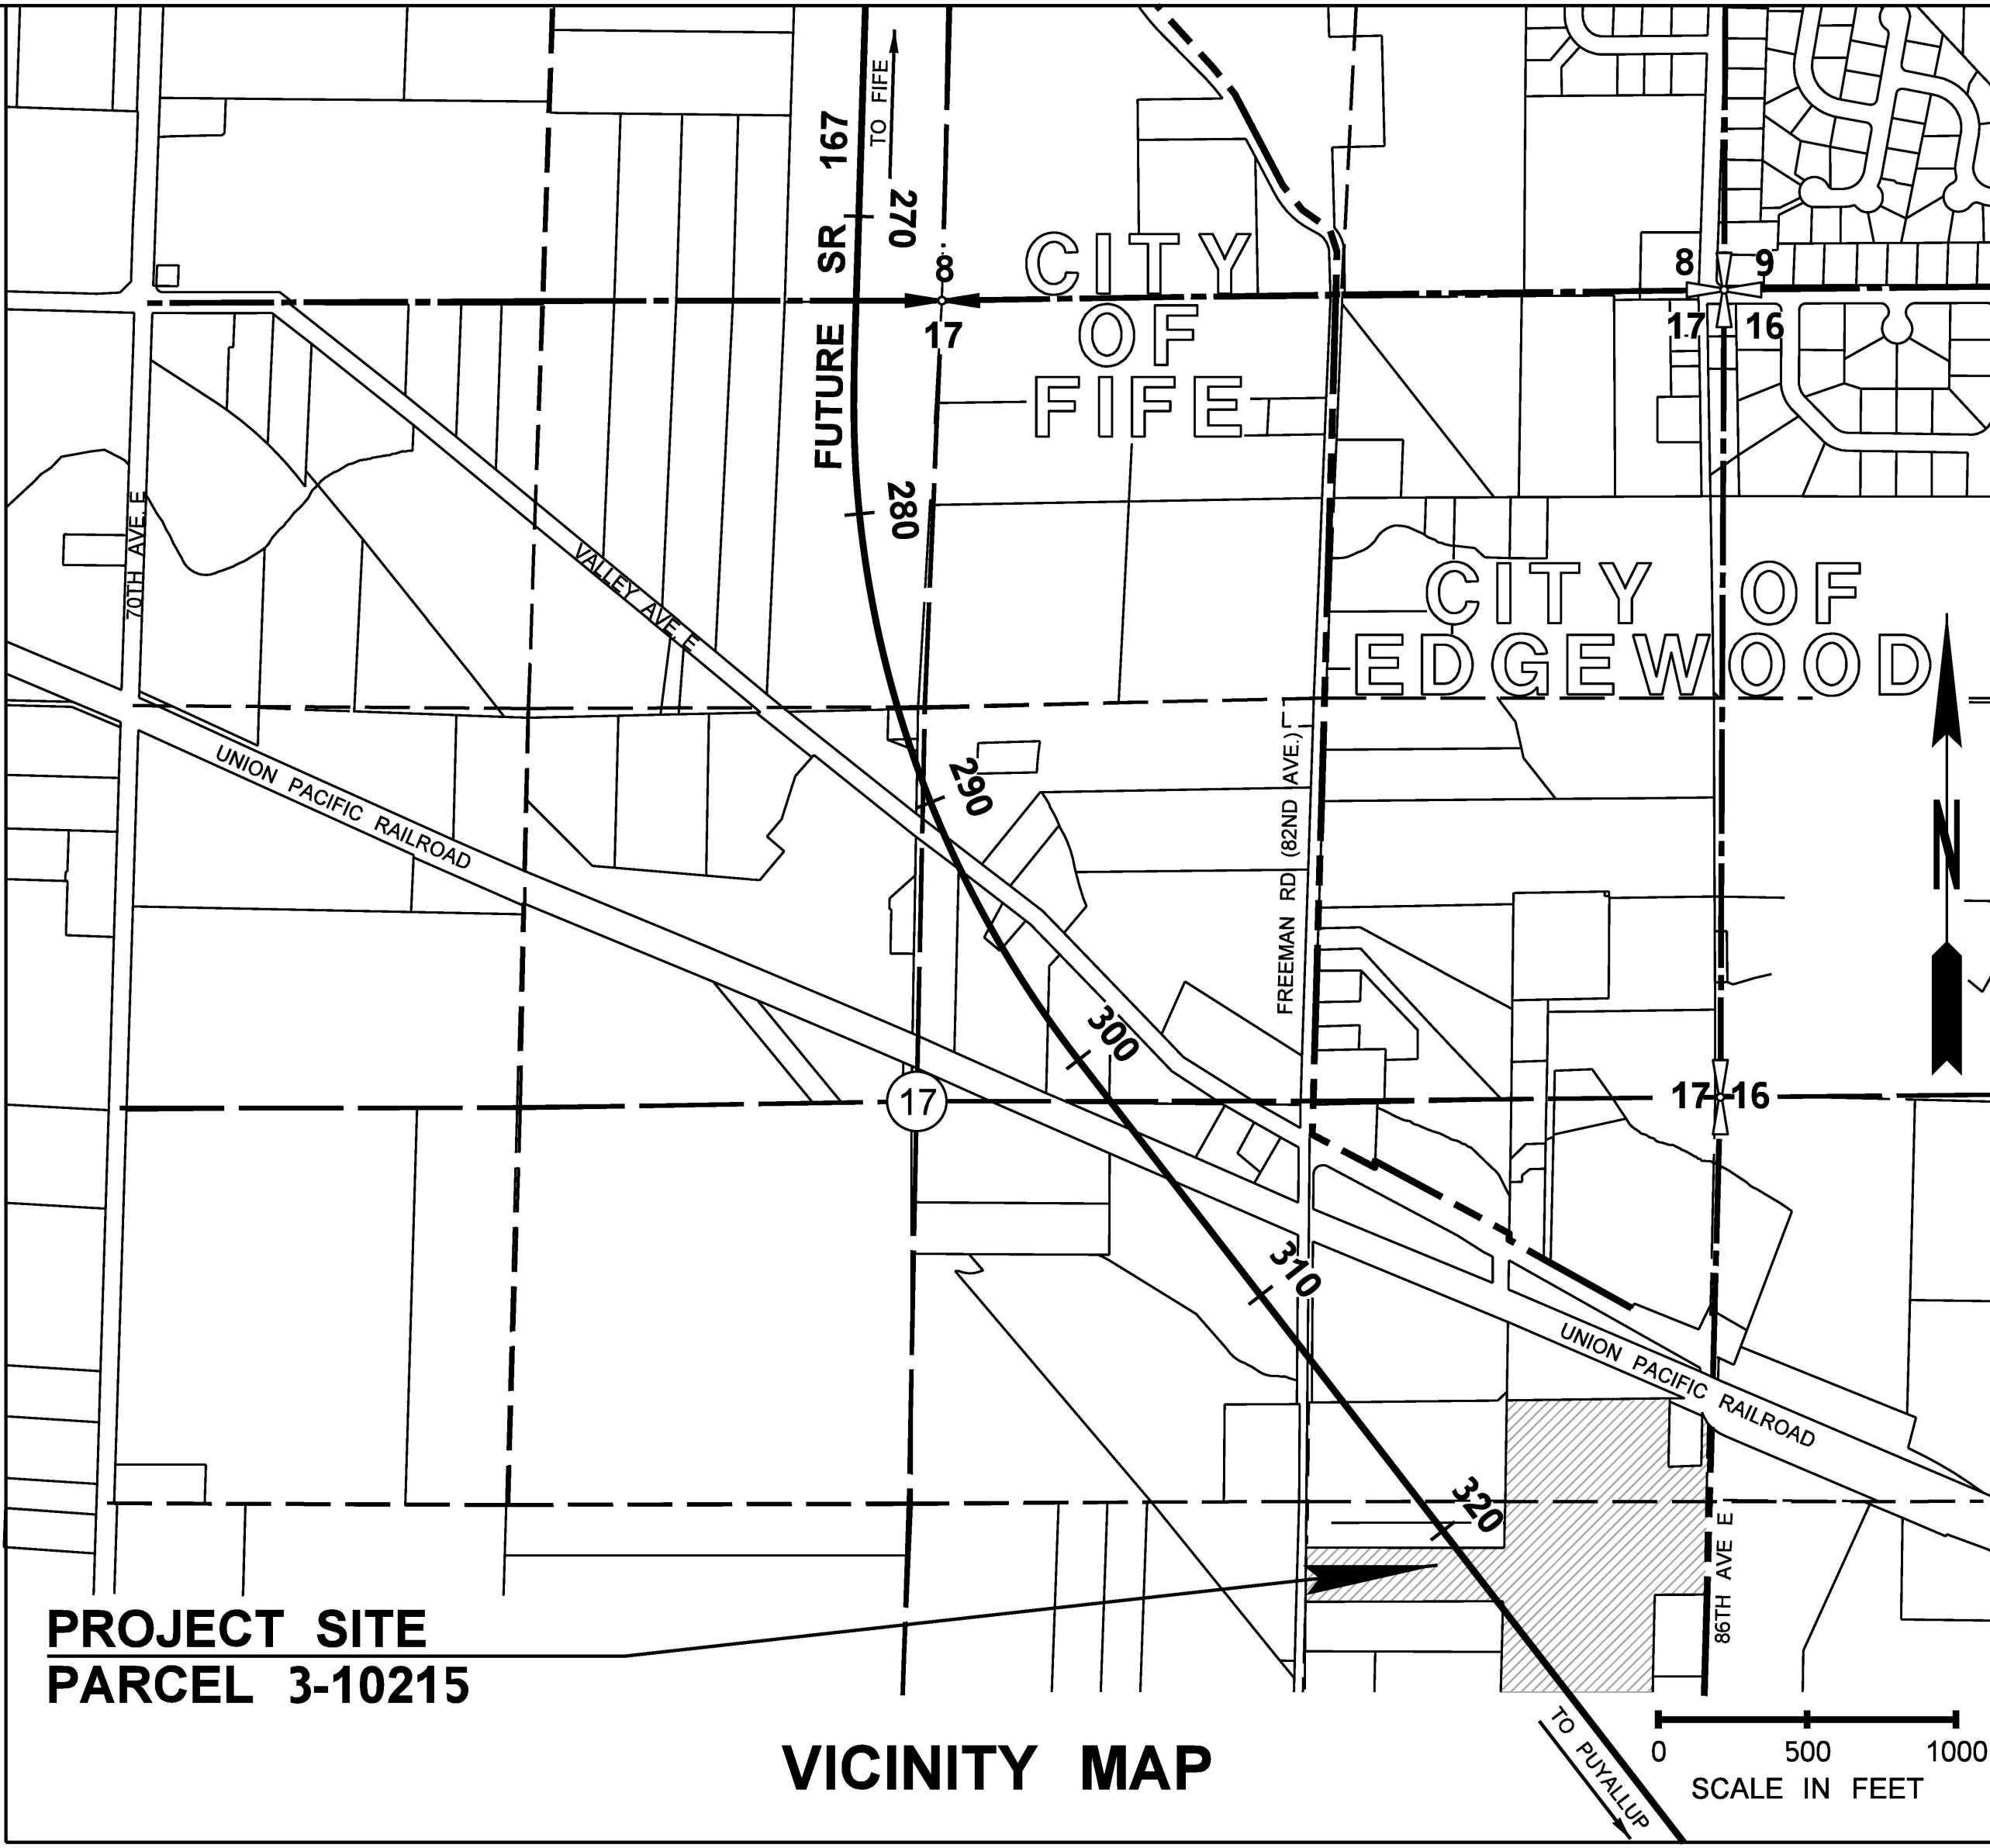 TO FIFE
FUTURE SR 167
270
8
17
CITY
OF
FIFE
8 9
17 16
280
70TH AVE. E
VALLEY AVE. E
CITY OF
EDGEWOOD
UNION PACIFIC RAILROAD
290
FREEMAN RD. (82ND AVE.)
N
300
17
17 16
310
UNION PACIFIC RAILROAD
320
86TH AVE E
PROJECT SITE
PARCEL 3-10215
VICINITY MAP
TO PUYALLUP
0 500 1000
SCALE IN FEET